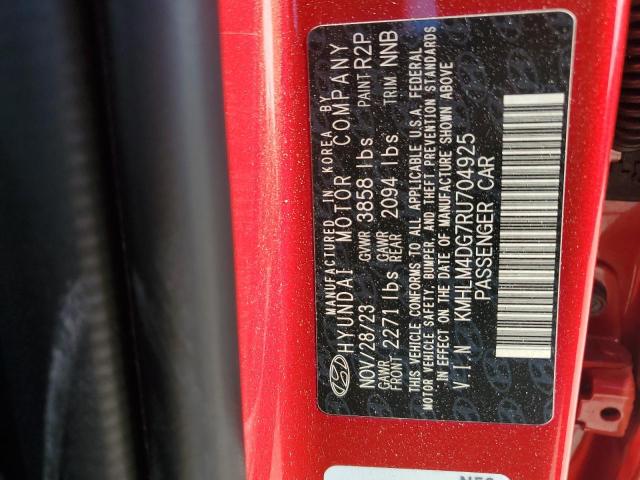 MANUFACTURED IN KOREA BY
HYUNDAI MOTOR COMPANY
NOV/28/23 GVWR 3858 lbs PAINT R2P
GAWR FRONT 2271 lbs GAWR REAR 2094 lbs. TRIM NNB
THIS VEHICLE CONFORMS TO ALL APPLICABLE U.S.A. FEDERAL
MOTOR VEHICLE SAFETY, BUMPER, AND THEFT PREVENTION STANDARDS
IN EFFECT ON THE DATE OF MANUFACTURE SHOWN ABOVE
V I N KMHLM4DG7RU704925
PASSENGER CAR